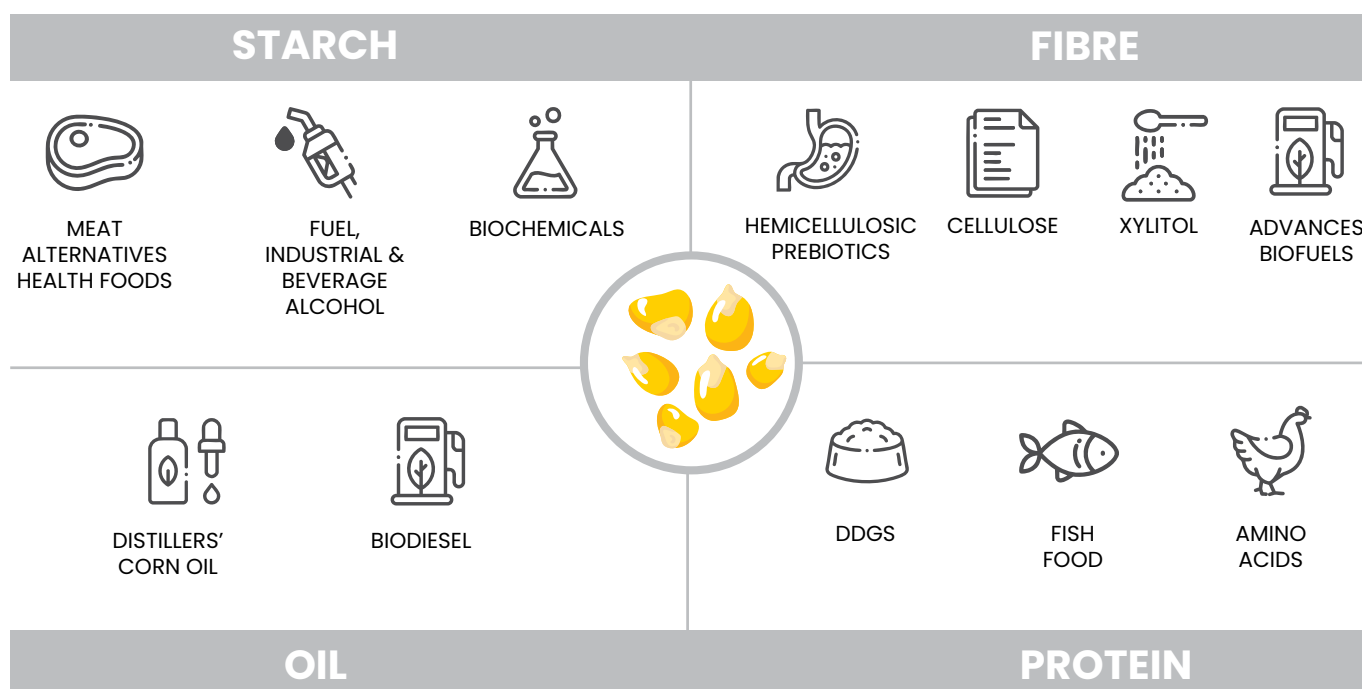 STARCH
FIBRE
MEAT
ALTERNATIVES
HEALTH FOODS
FUEL,
INDUSTRIAL &
BEVERAGE
ALCOHOL
BIOCHEMICALS
HEMICELLULOSIC
PREBIOTICS
CELLULOSE
XYLITOL
ADVANCES
BIOFUELS
DISTILLERS’
CORN OIL
BIODIESEL
DDGS
FISH
FOOD
AMINO
ACIDS
OIL
PROTEIN